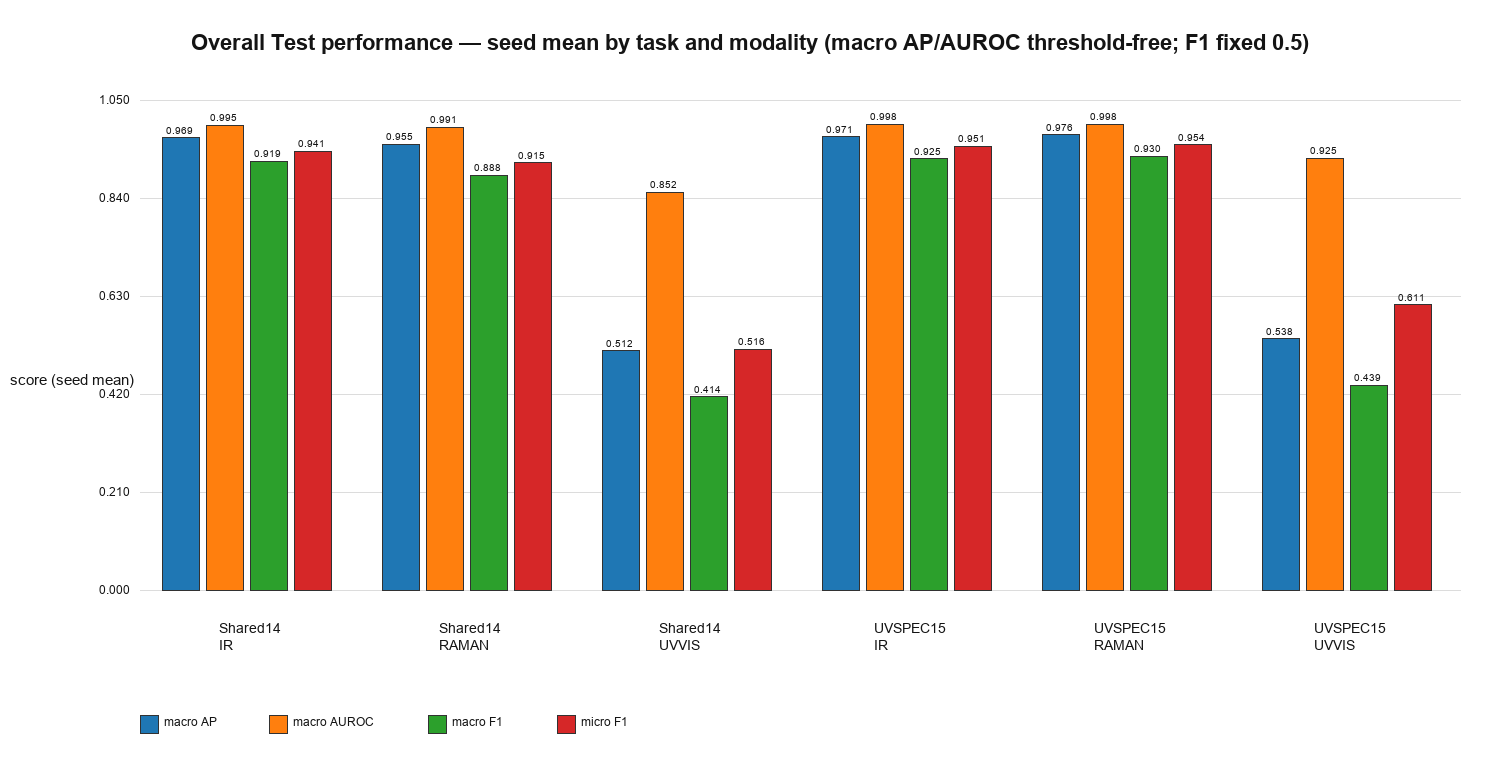 Overall Test performance — seed mean by task and modality (macro AP/AUROC threshold-free; F1 fixed 0.5)
1.050
0.840
0.630
score (seed mean)
0.420
0.210
0.000
0.969
0.995
0.919
0.941
0.955
0.991
0.888
0.915
0.512
0.852
0.414
0.516
0.971
0.998
0.925
0.951
0.976
0.998
0.930
0.954
0.538
0.925
0.439
0.611
Shared14
IR
Shared14
RAMAN
Shared14
UVVIS
UVSPEC15
IR
UVSPEC15
RAMAN
UVSPEC15
UVVIS
macro AP
macro AUROC
macro F1
micro F1